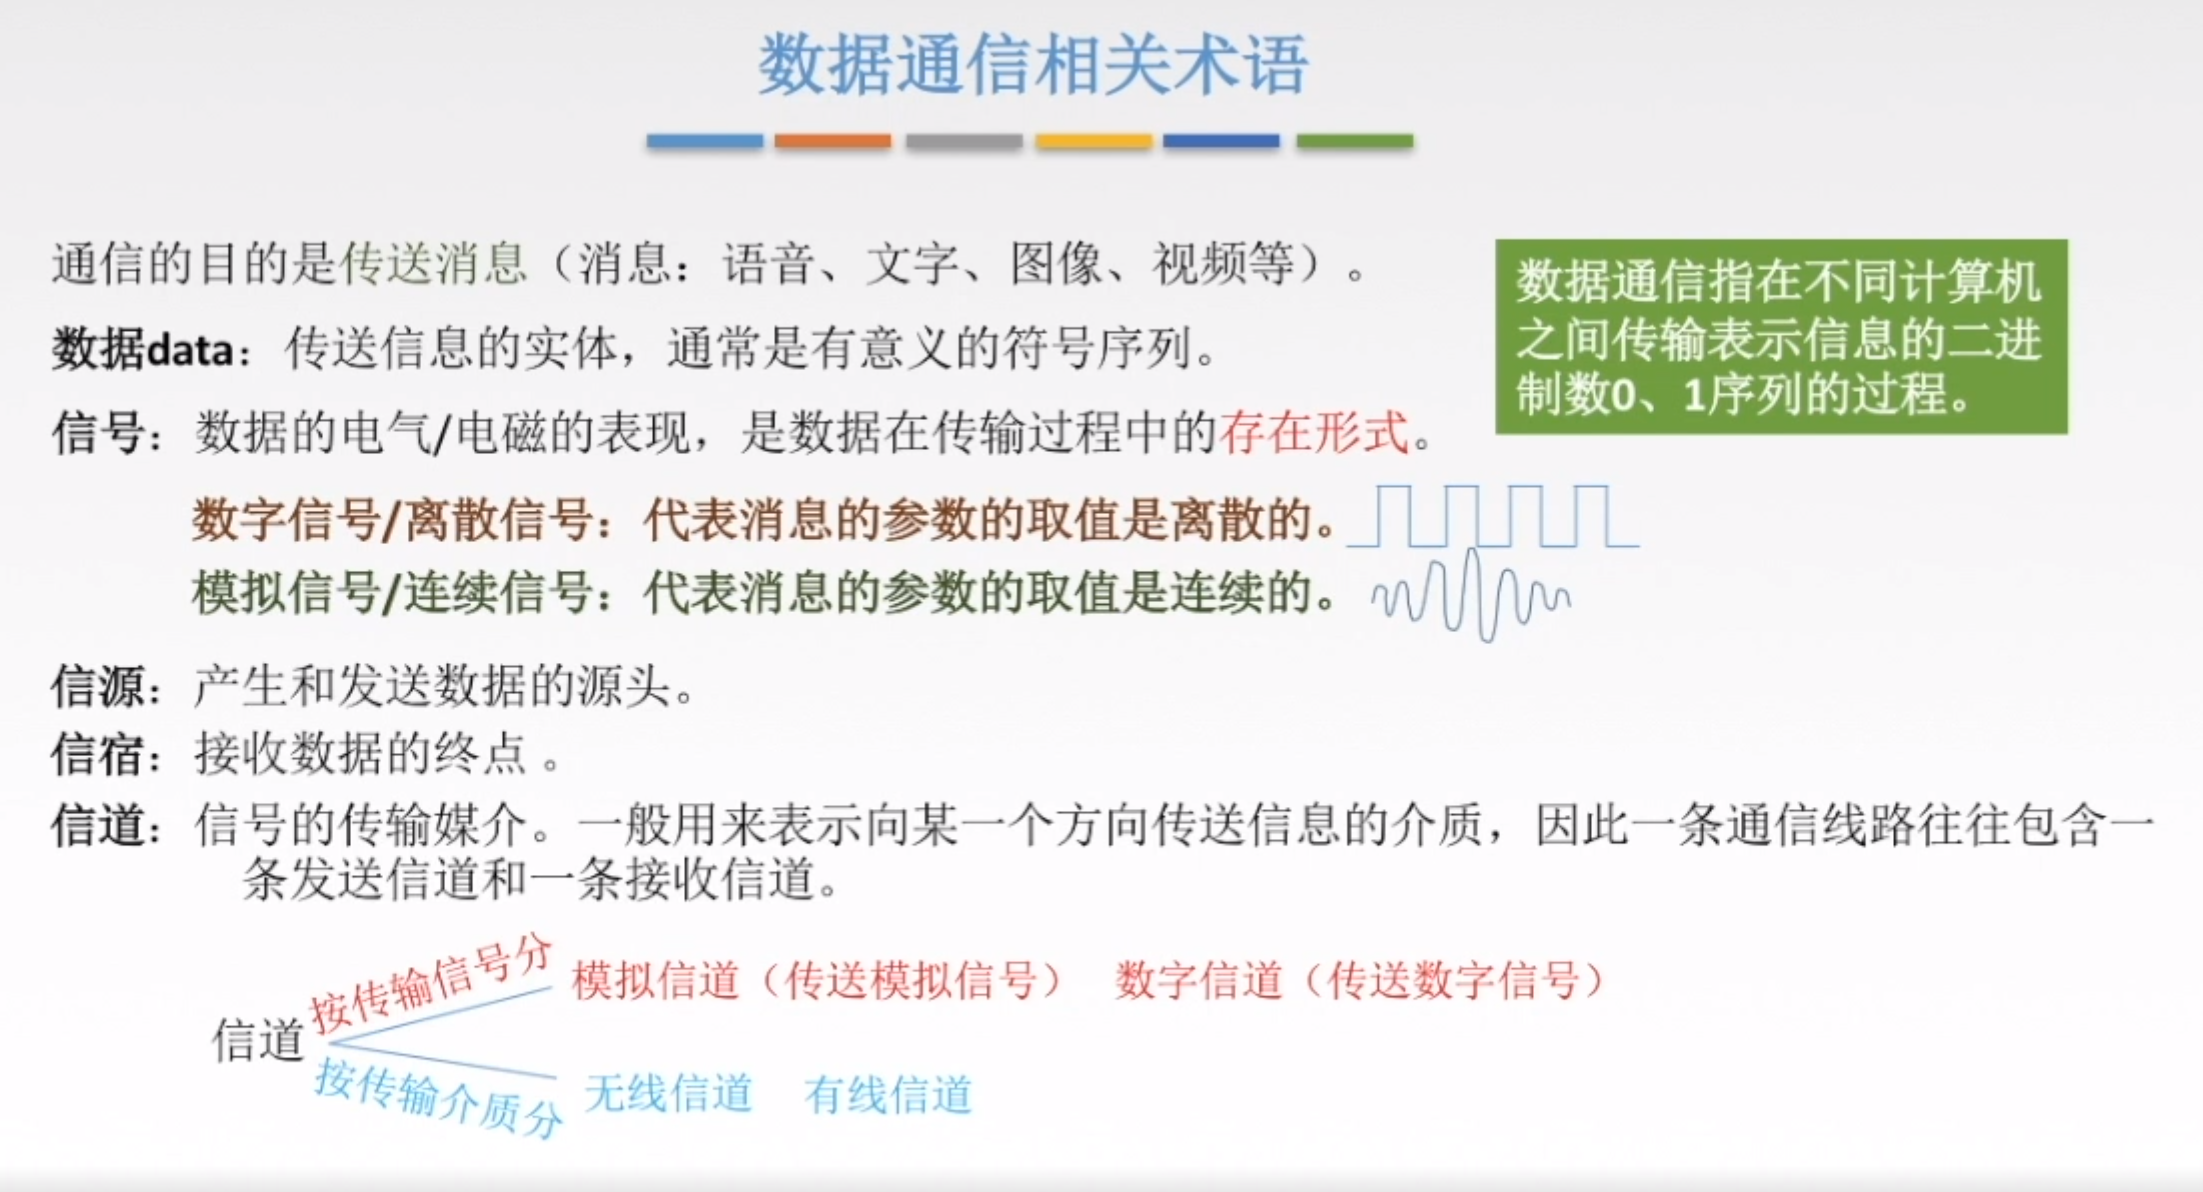 数据通信相关术语
通信的目的是传送消息（消息：语音、文字、图像、视频等）。
数据通信指在不同计算机
之间传输表示信息的二进
制数0、1序列的过程。
数据data：传送信息的实体，通常是有意义的符号序列。
信号：数据的电气/电磁的表现，是数据在传输过程中的存在形式。
数字信号/离散信号：代表消息的参数的取值是离散的。
模拟信号/连续信号：代表消息的参数的取值是连续的。
信源：产生和发送数据的源头。
信宿：接收数据的终点 。
信道：信号的传输媒介。一般用来表示向某一个方向传送信息的介质，因此一条通信线路往往包含一
条发送信道和一条接收信道。
信道
按传输信号分
模拟信道（传送模拟信号） 数字信道（传送数字信号）
按传输介质分
无线信道 有线信道